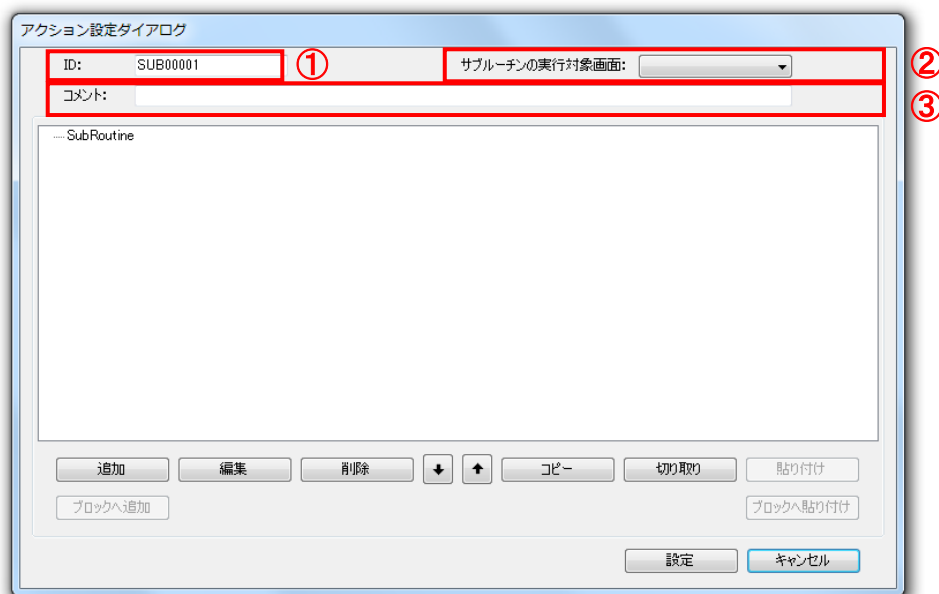 アクション設定ダイアログ
ID: SUB00001 ① サブルーチンの実行対象画面: ②
コメント: ③
SubRoutine
追加 編集 削除 コピー 切り取り 貼り付け
ブロックへ追加 ブロックへ貼り付け
設定 キャンセル